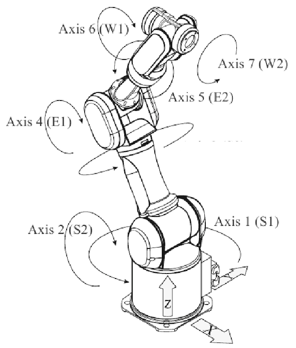 Axis 6 (W1)
Axis 7 (W2)
Axis 5 (E2)
Axis 4 (E1)
Axis 1 (S1)
Axis 2 (S2)
Z
X